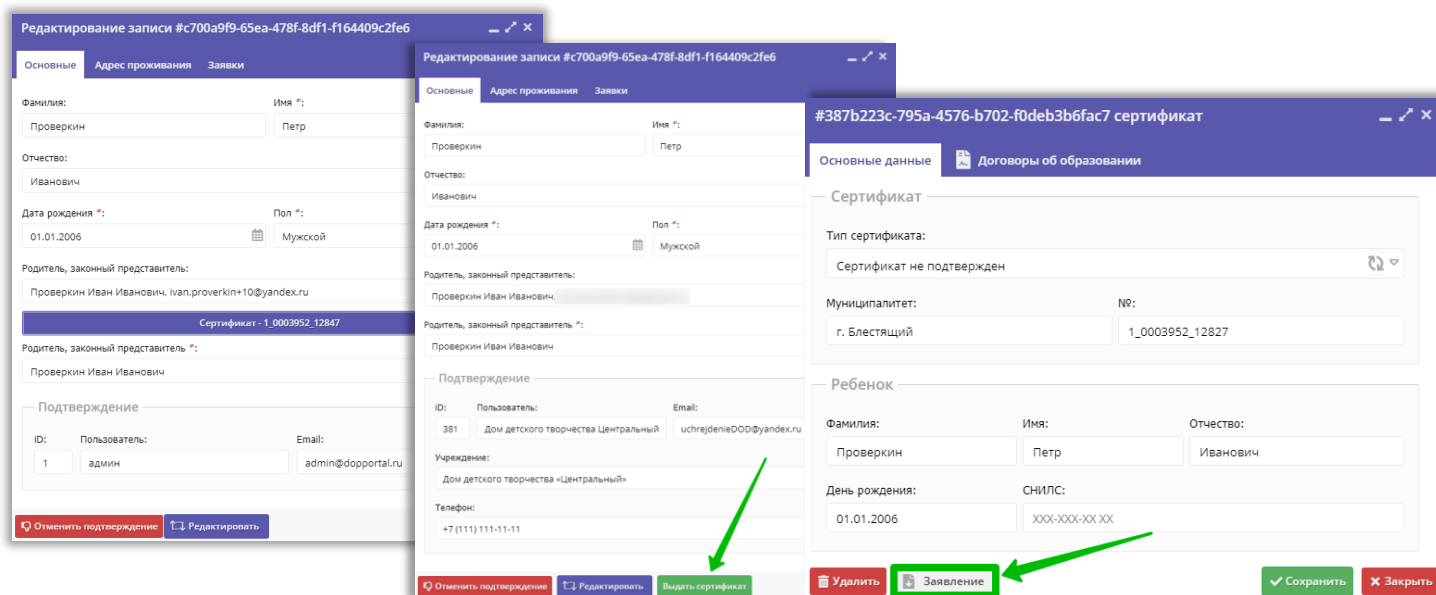 Редактирование записи #c700a9f9-65ea-478f-8df1-f164409c2fe6
Основные Адрес проживания Заявки
Фамилия: Имя *:
Проверкин Петр
Отчество:
Иванович
Дата рождения *: Пол *:
01.01.2006 Мужской
Родитель, законный представитель:
Проверкин Иван Иванович, ivan.proverkin+10@yandex.ru
Сертификат - 1_0003952_12847
Родитель, законный представитель *:
Проверкин Иван Иванович
Подтверждение
iD: Пользователь: Email:
1 админ admin@dopportal.ru
Отменить подтверждение Редактировать
Редактирование записи #c700a9f9-65ea-478f-8df1-f164409c2fe6
Основные Адрес проживания Заявки
Фамилия: Имя *:
Проверкин Петр
Отчество:
Иванович
Дата рождения *: Пол *:
01.01.2006 Мужской
Родитель, законный представитель:
Проверкин Иван Иванович,
Родитель, законный представитель *:
Проверкин Иван Иванович
Подтверждение
iD: Пользователь: Email:
381 Дом детского творчества Центральный uchrejdenieDOD@yandex.ru
Учреждение:
Дом детского творчества «Центральный»
Телефон:
+7 (111) 111-11-11
Отменить подтверждение Редактировать Выдать сертификат
#387b223c-795a-4576-b702-f0deb3b6fac7 сертификат
Основные данные Договоры об образовании
Сертификат
Тип сертификата:
Сертификат не подтвержден
Муниципалитет: №:
г. Блестящий 1_0003952_12827
Ребенок
Фамилия: Имя: Отчество:
Проверкин Петр Иванович
День рождения: СНИЛС:
01.01.2006 XXX-XXX-XX XX
Удалить Заявление Сохранить Закрыть